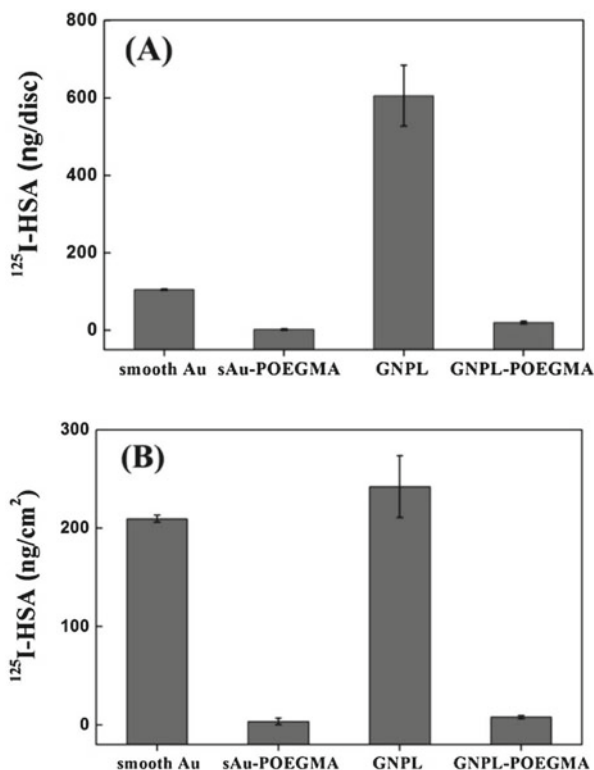 (A)
¹²⁵I-HSA (ng/disc)
800
600
400
200
0
smooth Au sAu-POEGMA GNPL GNPL-POEGMA
(B)
¹²⁵I-HSA (ng/cm²)
300
200
100
0
smooth Au sAu-POEGMA GNPL GNPL-POEGMA